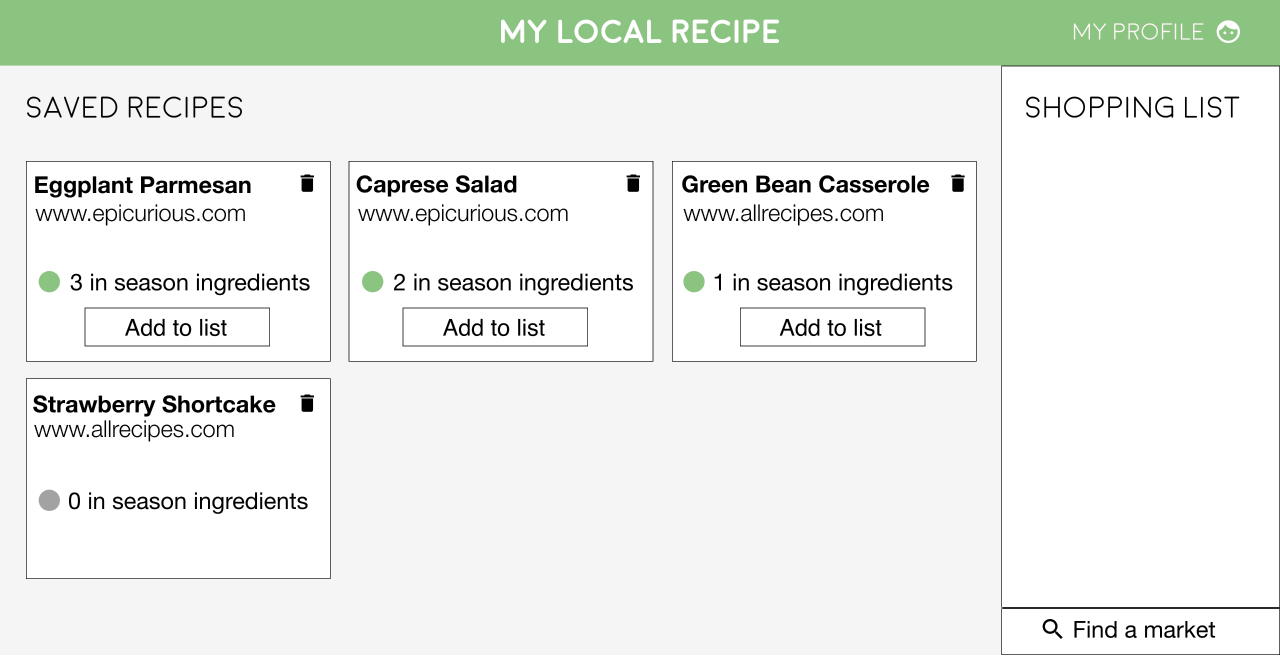 MY LOCAL RECIPE
MY PROFILE
SAVED RECIPES
Eggplant Parmesan
www.epicurious.com
3 in season ingredients
Add to list
Caprese Salad
www.epicurious.com
2 in season ingredients
Add to list
Green Bean Casserole
www.allrecipes.com
1 in season ingredients
Add to list
Strawberry Shortcake
www.allrecipes.com
0 in season ingredients
SHOPPING LIST
Find a market